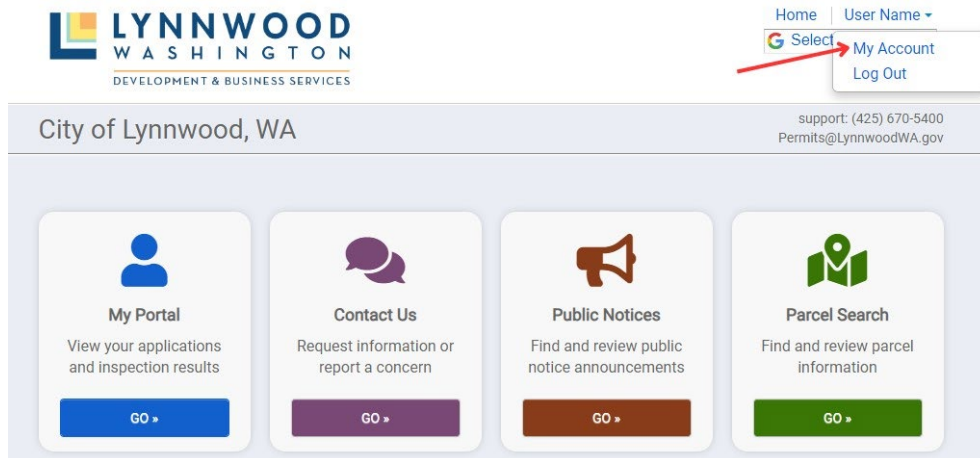 LYNNWOOD
WASHINGTON
DEVELOPMENT & BUSINESS SERVICES
Home
User Name
Select
My Account
Log Out
City of Lynnwood, WA
support: (425) 670-5400
Permits@LynnwoodWA.gov
My Portal
View your applications
and inspection results
GO »
Contact Us
Request information or
report a concern
GO »
Public Notices
Find and review public
notice announcements
GO »
Parcel Search
Find and review parcel
information
GO »